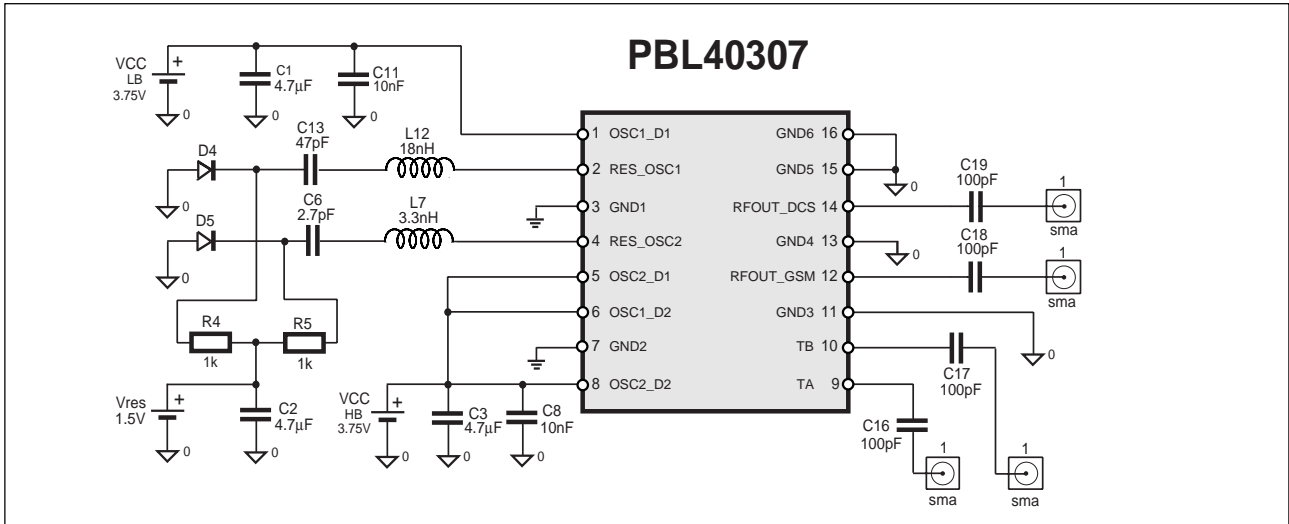 PBL40307
VCC
LB
3.75V
+
0
C1
4.7µF
0
C11
10nF
0
D4
0
C13
47pF
L12
18nH
D5
0
C6
2.7pF
L7
3.3nH
R4
1k
R5
1k
Vres
1.5V
+
0
C2
4.7µF
0
VCC
HB
3.75V
+
0
C3
4.7µF
0
C8
10nF
0
1 OSC1_D1
2 RES_OSC1
3 GND1
4 RES_OSC2
5 OSC2_D1
6 OSC1_D2
7 GND2
8 OSC2_D2
GND6 16
GND5 15
RFOUT_DCS 14
GND4 13
RFOUT_GSM 12
GND3 11
TB 10
TA 9
0
C19
100pF
1
sma
0
C18
100pF
1
sma
0
C17
100pF
C16
100pF
1
sma
1
sma